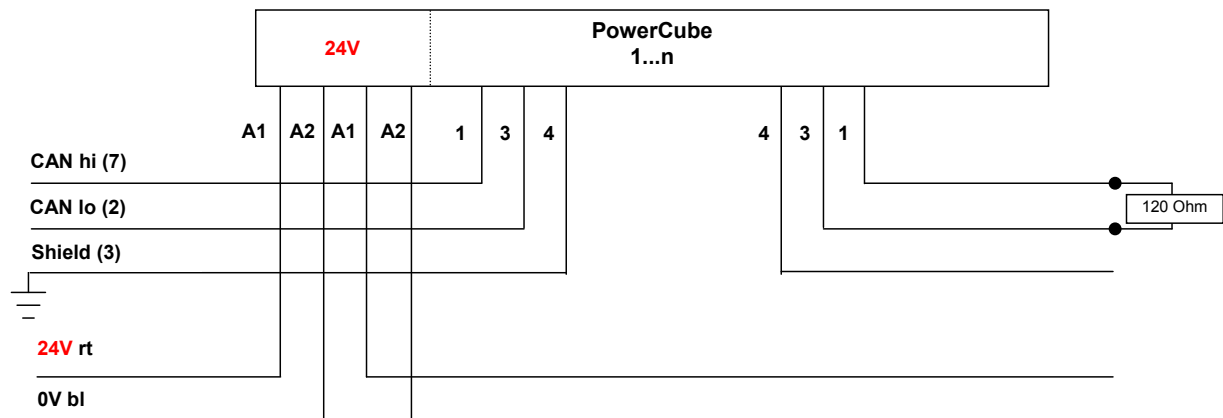 PowerCube
24V
1...n
A1 A2 A1 A2 1 3 4 4 3 1
CAN hi (7)
CAN lo (2)
120 Ohm
Shield (3)
24V rt
0V bl